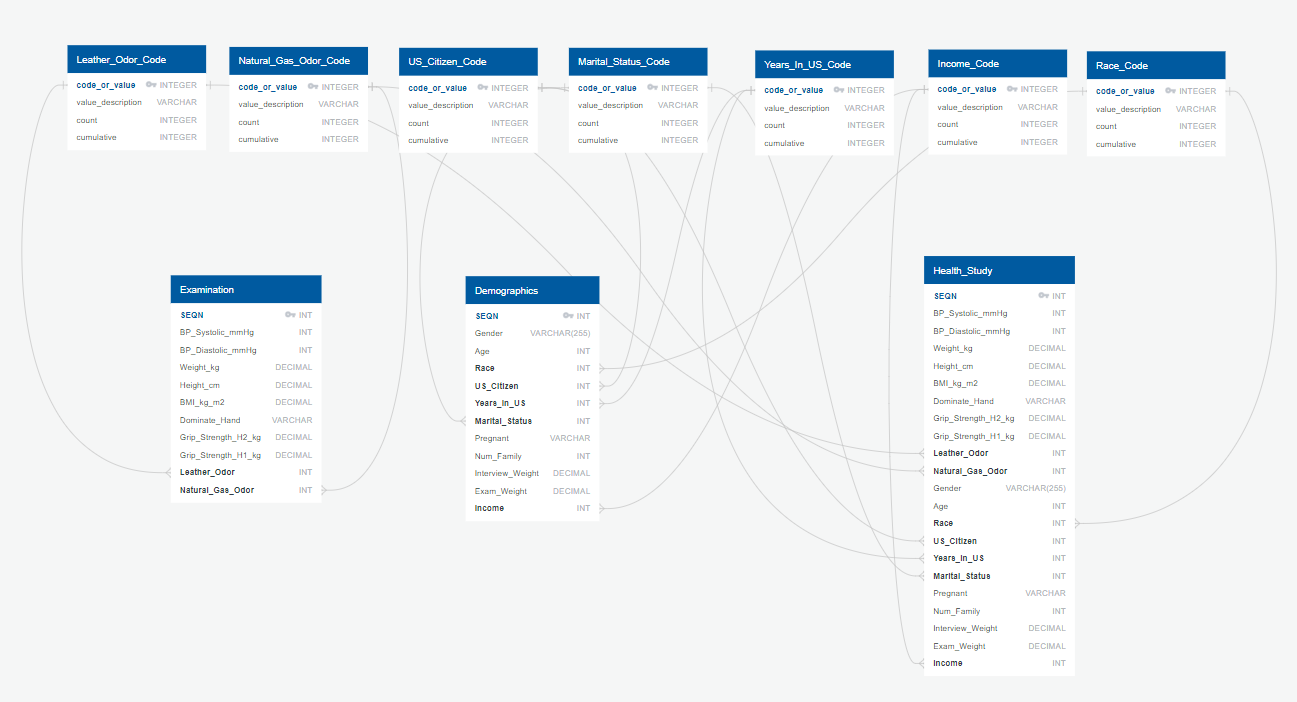 Leather_Odor_Code
code_or_value INTEGER
value_description VARCHAR
count INTEGER
cumulative INTEGER
Natural_Gas_Odor_Code
code_or_value INTEGER
value_description VARCHAR
count INTEGER
cumulative INTEGER
US_Citizen_Code
code_or_value INTEGER
value_description VARCHAR
count INTEGER
cumulative INTEGER
Marital_Status_Code
code_or_value INTEGER
value_description VARCHAR
count INTEGER
cumulative INTEGER
Years_In_US_Code
code_or_value INTEGER
value_description VARCHAR
count INTEGER
cumulative INTEGER
Income_Code
code_or_value INTEGER
value_description VARCHAR
count INTEGER
cumulative INTEGER
Race_Code
code_or_value INTEGER
value_description VARCHAR
count INTEGER
cumulative INTEGER
Examination
SEQN INT
BP_Systolic_mmHg INT
BP_Diastolic_mmHg INT
Weight_kg DECIMAL
Height_cm DECIMAL
BMI_kg_m2 DECIMAL
Dominate_Hand VARCHAR
Grip_Strength_H2_kg DECIMAL
Grip_Strength_H1_kg DECIMAL
Leather_Odor INT
Natural_Gas_Odor INT
Demographics
SEQN INT
Gender VARCHAR(255)
Age INT
Race INT
US_Citizen INT
Years_In_US INT
Marital_Status INT
Pregnant VARCHAR
Num_Family INT
Interview_Weight DECIMAL
Exam_Weight DECIMAL
Income INT
Health_Study
SEQN INT
BP_Systolic_mmHg INT
BP_Diastolic_mmHg INT
Weight_kg DECIMAL
Height_cm DECIMAL
BMI_kg_m2 DECIMAL
Dominate_Hand VARCHAR
Grip_Strength_H2_kg DECIMAL
Grip_Strength_H1_kg DECIMAL
Leather_Odor INT
Natural_Gas_Odor INT
Gender VARCHAR(255)
Age INT
Race INT
US_Citizen INT
Years_In_US INT
Marital_Status INT
Pregnant VARCHAR
Num_Family INT
Interview_Weight DECIMAL
Exam_Weight DECIMAL
Income INT